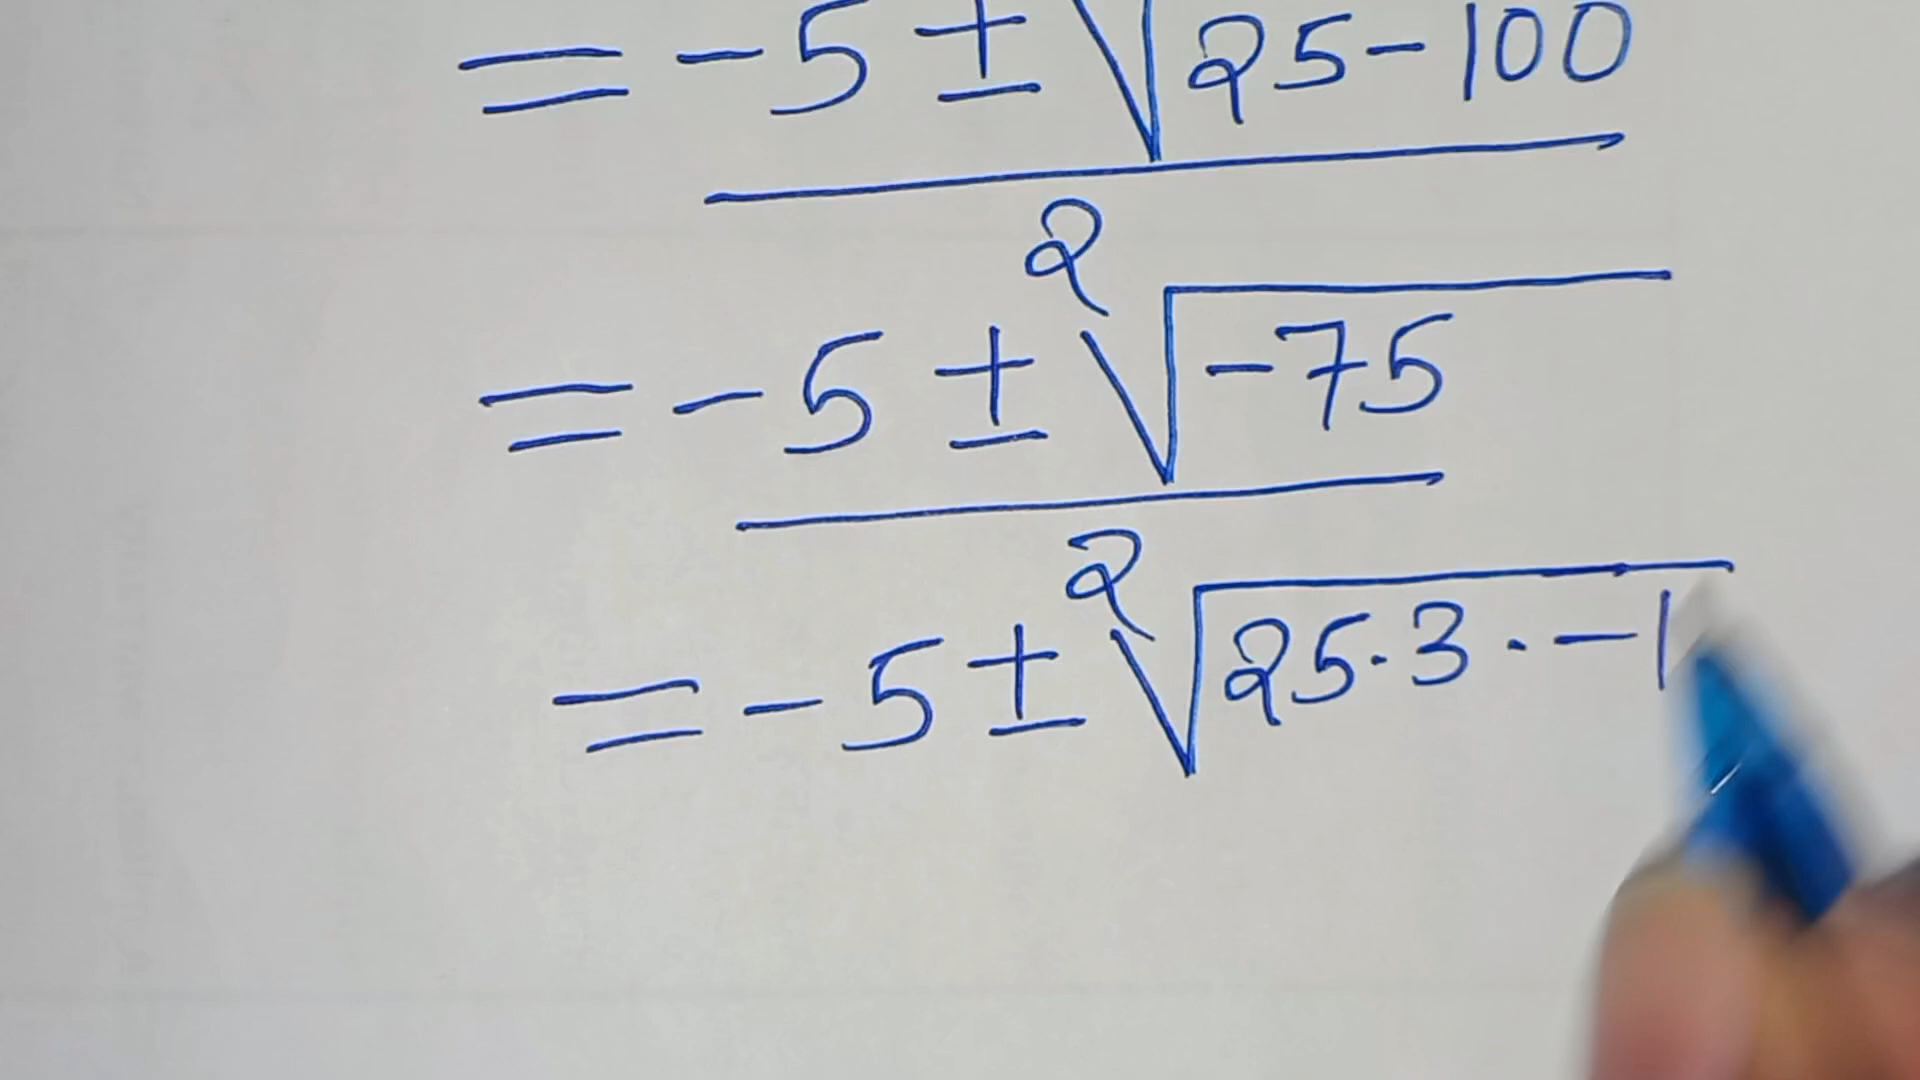 = -5 ± √25-100
2
= -5 ± √-75
2
= -5 ± √25·3·-1